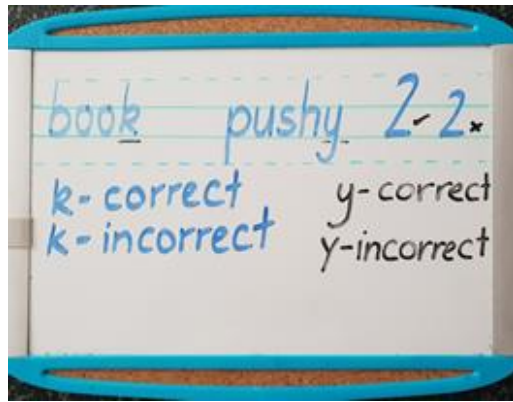 book pushy 2✓ 2×
k - correct
y - correct
k - incorrect
y - incorrect